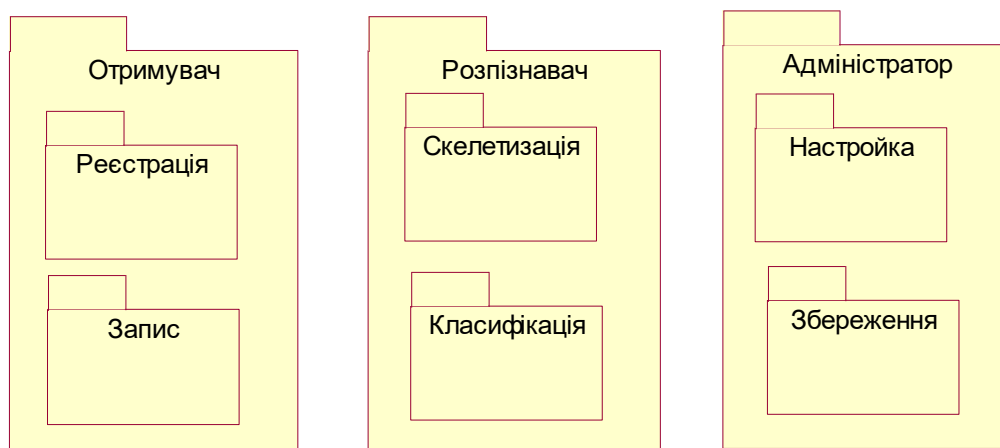 Отримувач
Реєстрація
Запис
Розпізнавач
Скелетизація
Класифікація
Адміністратор
Настройка
Збереження